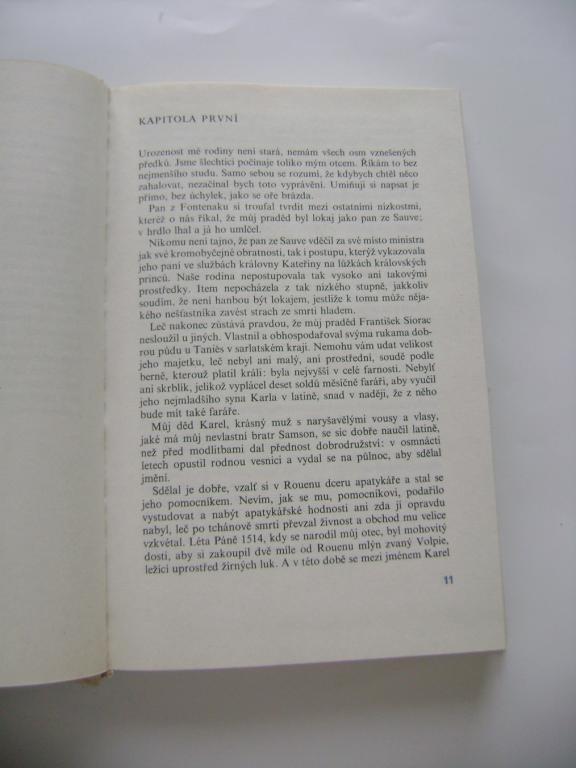 KAPITOLA PRVNÍ
Urozenost mé rodiny není stará, nemám všech osm vznešených
předků. Jsme šlechtici počínaje toliko mým otcem. Říkám to bez
nejmenšího studu. Samo sebou se rozumí, že kdybych chtěl něco
zahalovat, nezačínal bych toto vyprávění. Umiňuji si napsat je
přímo, bez úchylek, jako se oře brázda.
Pan z Fontenaku si troufal tvrdit mezi ostatními nízkostmi,
kteréž o nás říkal, že můj praděd byl lokaj jako pan ze Sauve;
v hrdlo lhal a já ho umlčel.
Nikomu není tajno, že pan ze Sauve vděčil za své místo ministra
jak své kromobyčejné obratnosti, tak i postupu, kterýž vykazovala
jeho paní ve službách královny Kateřiny na lůžkách královských
princů. Naše rodina nepostupovala tak vysoko ani takovými
prostředky. Item nepocházela z tak nízkého stupně, jakkoliv
soudím, že není hanbou být lokajem, jestliže k tomu může něja-
kého nešťastníka zavést strach ze smrti hladem.
Leč nakonec zůstává pravdou, že můj praděd František Siorac
nesloužil u jiných. Vlastnil a obhospodařoval svýma rukama dob-
rou půdu u Taniès v sarlatském kraji. Nemohu vám udat velikost
jeho majetku, leč nebyl ani malý, ani prostřední, soudě podle
berně, kterouž platil králi: byla nejvyšší v celé farnosti. Nebylť
ani skrblík, jelikož vyplácel deset soldů měsíčně faráři, aby vyučil
jeho nejmladšího syna Karla v latině, snad v naději, že z něho
bude mít také faráře.
Můj děd Karel, krásný muž s naryšavělými vousy a vlasy,
jaké má můj nevlastní bratr Samson, se sic dobře naučil latině,
než před modlitbami dal přednost dobrodružství: v osmnácti
letech opustil rodnou vesnici a vydal se na půlnoc, aby sdělal
jmění.
Sdělal je dobře, vzalť si v Rouenu dceru apatykáře a stal se
jeho pomocníkem. Nevím, jak se mu, pomocníkovi, podařilo
vystudovat a nabýt apatykářské hodnosti ani zda ji opravdu
nabyl, leč po tchánově smrti převzal živnost a obchod mu velice
vzkvétal. Léta Páně 1514, kdy se narodil můj otec, byl mohovitý
dosti, aby si zakoupil dvě míle od Rouenu mlýn zvaný Volpie,
ležící uprostřed žírných luk. A v této době se mezi jménem Karel
11